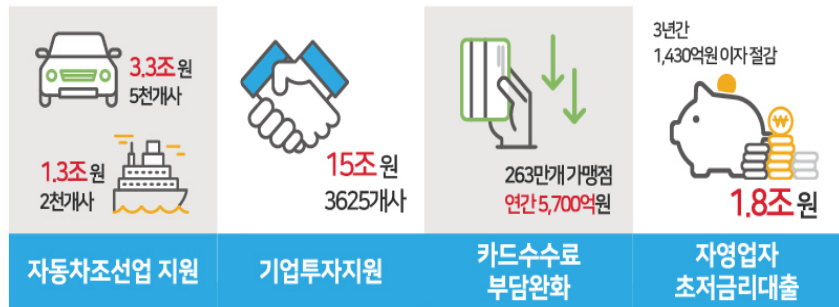 3.3조 원
5천개사
1.3조 원
2천개사
자동차조선업 지원
15조 원
3625개사
기업투자지원
263만개 가맹점
연간 5,700억원
카드수수료
부담완화
3년간
1,430억원 이자 절감
₩
1.8조 원
자영업자
초저금리대출